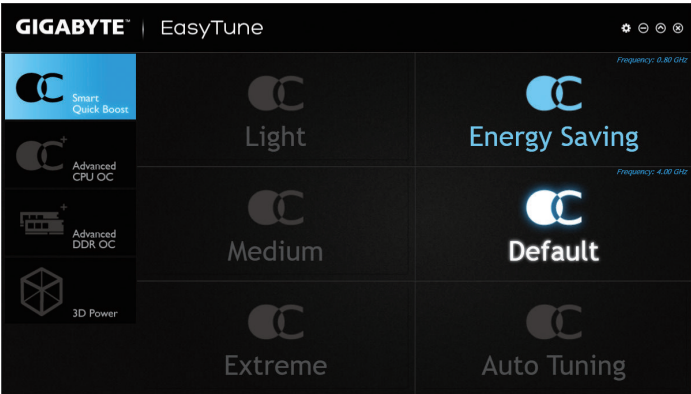 GIGABYTE™ | EasyTune
Smart
Quick Boost
Advanced
CPU OC
Advanced
DDR OC
3D Power
Light
Frequency: 0.80 GHz
Energy Saving
Medium
Frequency: 4.00 GHz
Default
Extreme
Auto Tuning